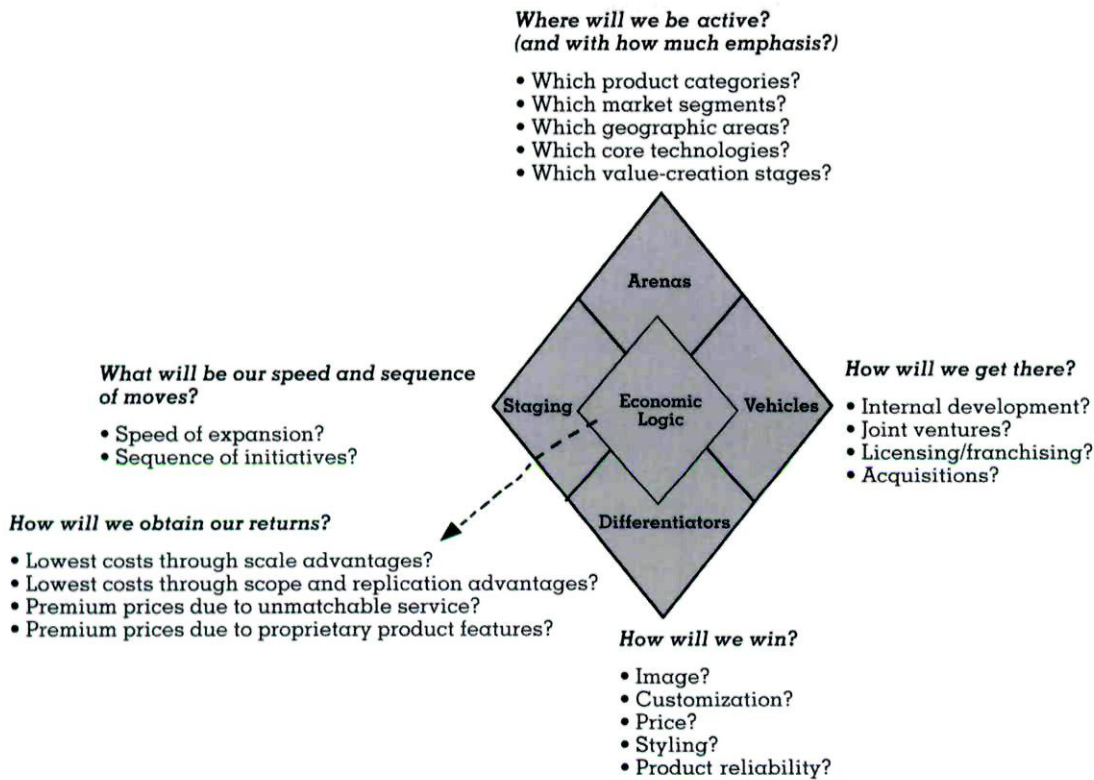 Where will we be active?
(and with how much emphasis?)
• Which product categories?
• Which market segments?
• Which geographic areas?
• Which core technologies?
• Which value-creation stages?
Arenas
What will be our speed and sequence
of moves?
• Speed of expansion?
• Sequence of initiatives?
Staging
Economic
Logic
Vehicles
How will we get there?
• Internal development?
• Joint ventures?
• Licensing/franchising?
• Acquisitions?
Differentiators
How will we obtain our returns?
• Lowest costs through scale advantages?
• Lowest costs through scope and replication advantages?
• Premium prices due to unmatchable service?
• Premium prices due to proprietary product features?
How will we win?
• Image?
• Customization?
• Price?
• Styling?
• Product reliability?